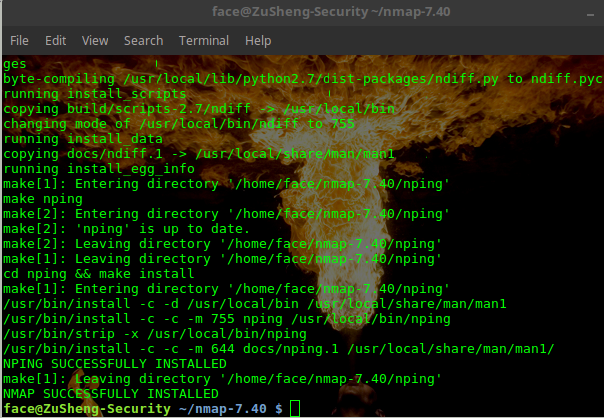 face@ZuSheng-Security ~/nmap-7.40
File Edit View Search Terminal Help
ges
byte-compiling /usr/local/lib/python2.7/dist-packages/ndiff.py to ndiff.pyc
running install_scripts
copying build/scripts-2.7/ndiff -> /usr/local/bin
changing mode of /usr/local/bin/ndiff to 755
running install_data
copying docs/ndiff.1 -> /usr/local/share/man/man1
running install_egg_info
make[1]: Entering directory '/home/face/nmap-7.40/nping'
make nping
make[2]: Entering directory '/home/face/nmap-7.40/nping'
make[2]: 'nping' is up to date.
make[2]: Leaving directory '/home/face/nmap-7.40/nping'
make[1]: Leaving directory '/home/face/nmap-7.40/nping'
cd nping && make install
make[1]: Entering directory '/home/face/nmap-7.40/nping'
/usr/bin/install -c -d /usr/local/bin /usr/local/share/man/man1
/usr/bin/install -c -c -m 755 nping /usr/local/bin/nping
/usr/bin/strip -x /usr/local/bin/nping
/usr/bin/install -c -c -m 644 docs/nping.1 /usr/local/share/man/man1/
NPING SUCCESSFULLY INSTALLED
make[1]: Leaving directory '/home/face/nmap-7.40/nping'
NMAP SUCCESSFULLY INSTALLED
face@ZuSheng-Security ~/nmap-7.40 $